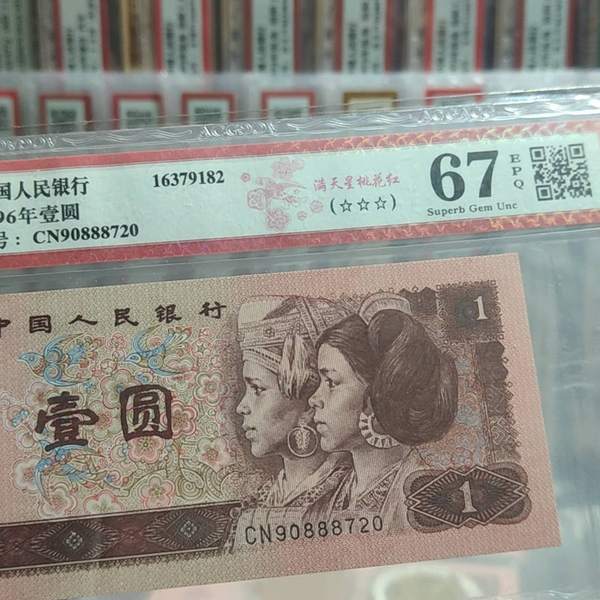 国人民银行
96年壹圆
号: CN90888720
16379182
满天星桃花红
(☆☆☆)
67
EPQ
Superb Gem Unc
中国人民银行
1
壹圆
1
CN90888720